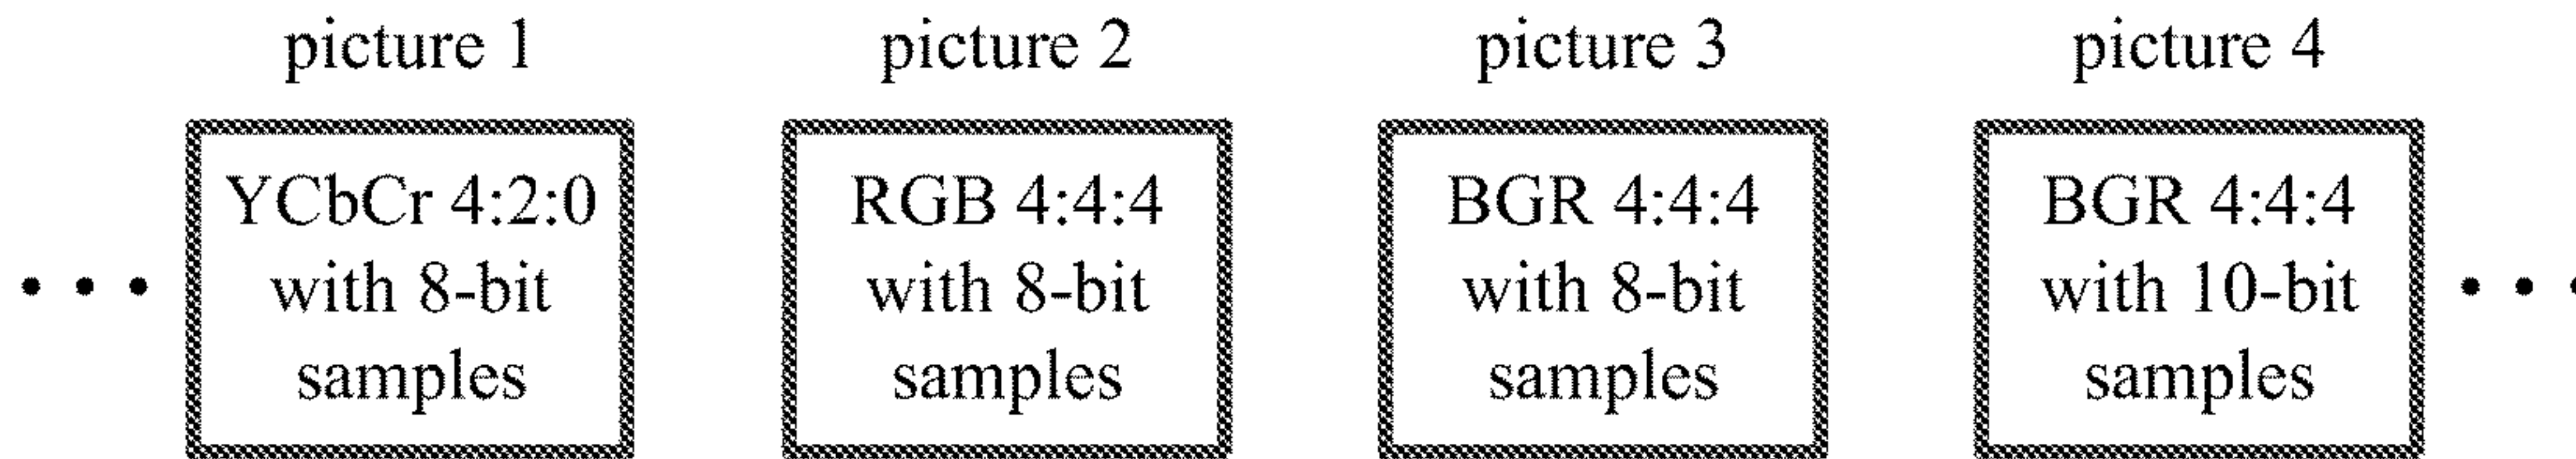 picture 1
YCbCr 4:2:0
with 8-bit
samples
picture 2
RGB 4:4:4
with 8-bit
samples
picture 3
BGR 4:4:4
with 8-bit
samples
picture 4
BGR 4:4:4
with 10-bit
samples